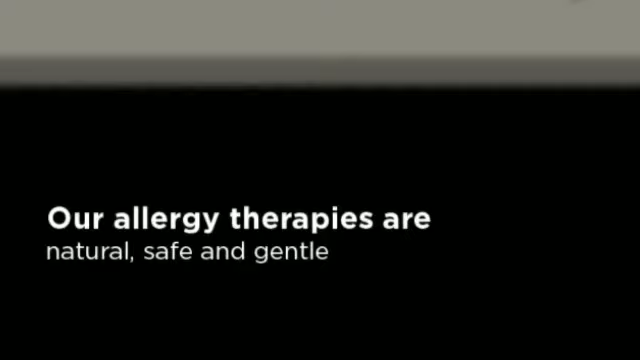 Our allergy therapies are
natural, safe and gentle